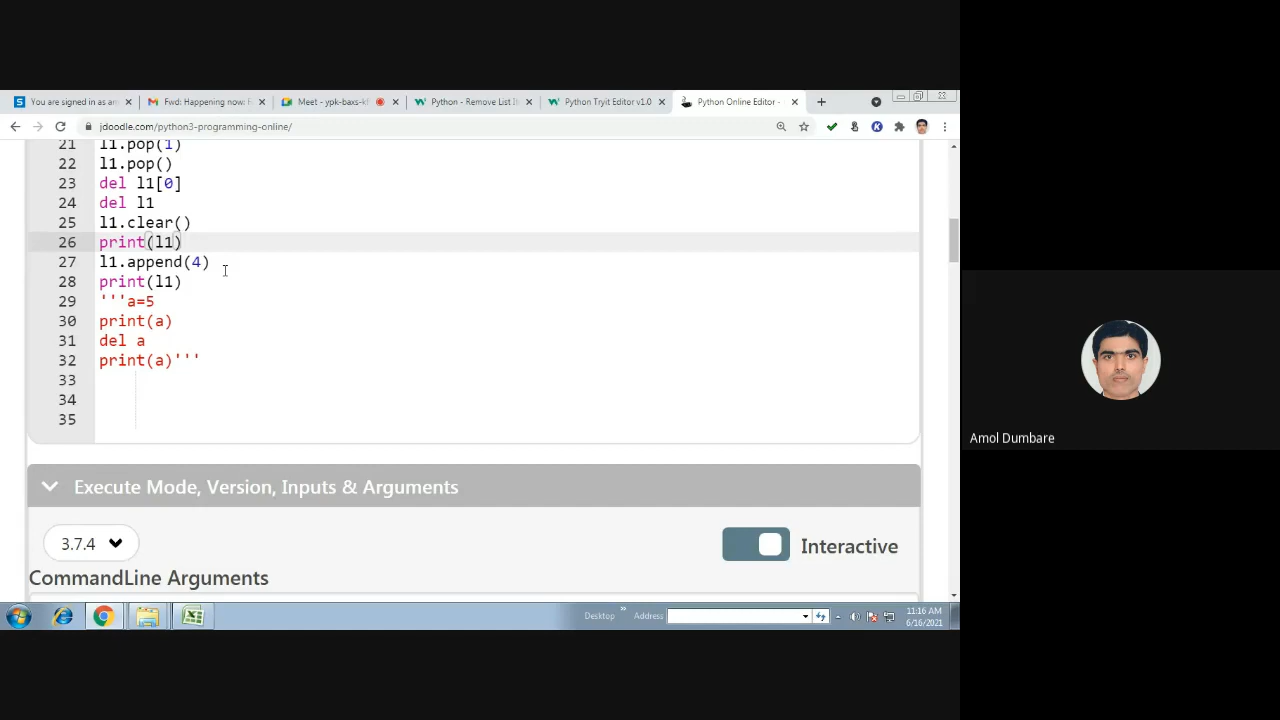 You are signed in as am
Fwd: Happening now: F
Meet - ypk-baxs-kf
Python - Remove List It
Python Tryit Editor v1.0
Python Online Editor -
jdoodle.com/python3-programming-online/
21 l1.pop(1)
22 l1.pop()
23 del l1[0]
24 del l1
25 l1.clear()
26 print(l1)
27 l1.append(4)
28 print(l1)
29 '''a=5
30 print(a)
31 del a
32 print(a)'''
33
34
35
Execute Mode, Version, Inputs & Arguments
3.7.4
Interactive
CommandLine Arguments
Amol Dumbare
Desktop
Address
11:16 AM
6/16/2021